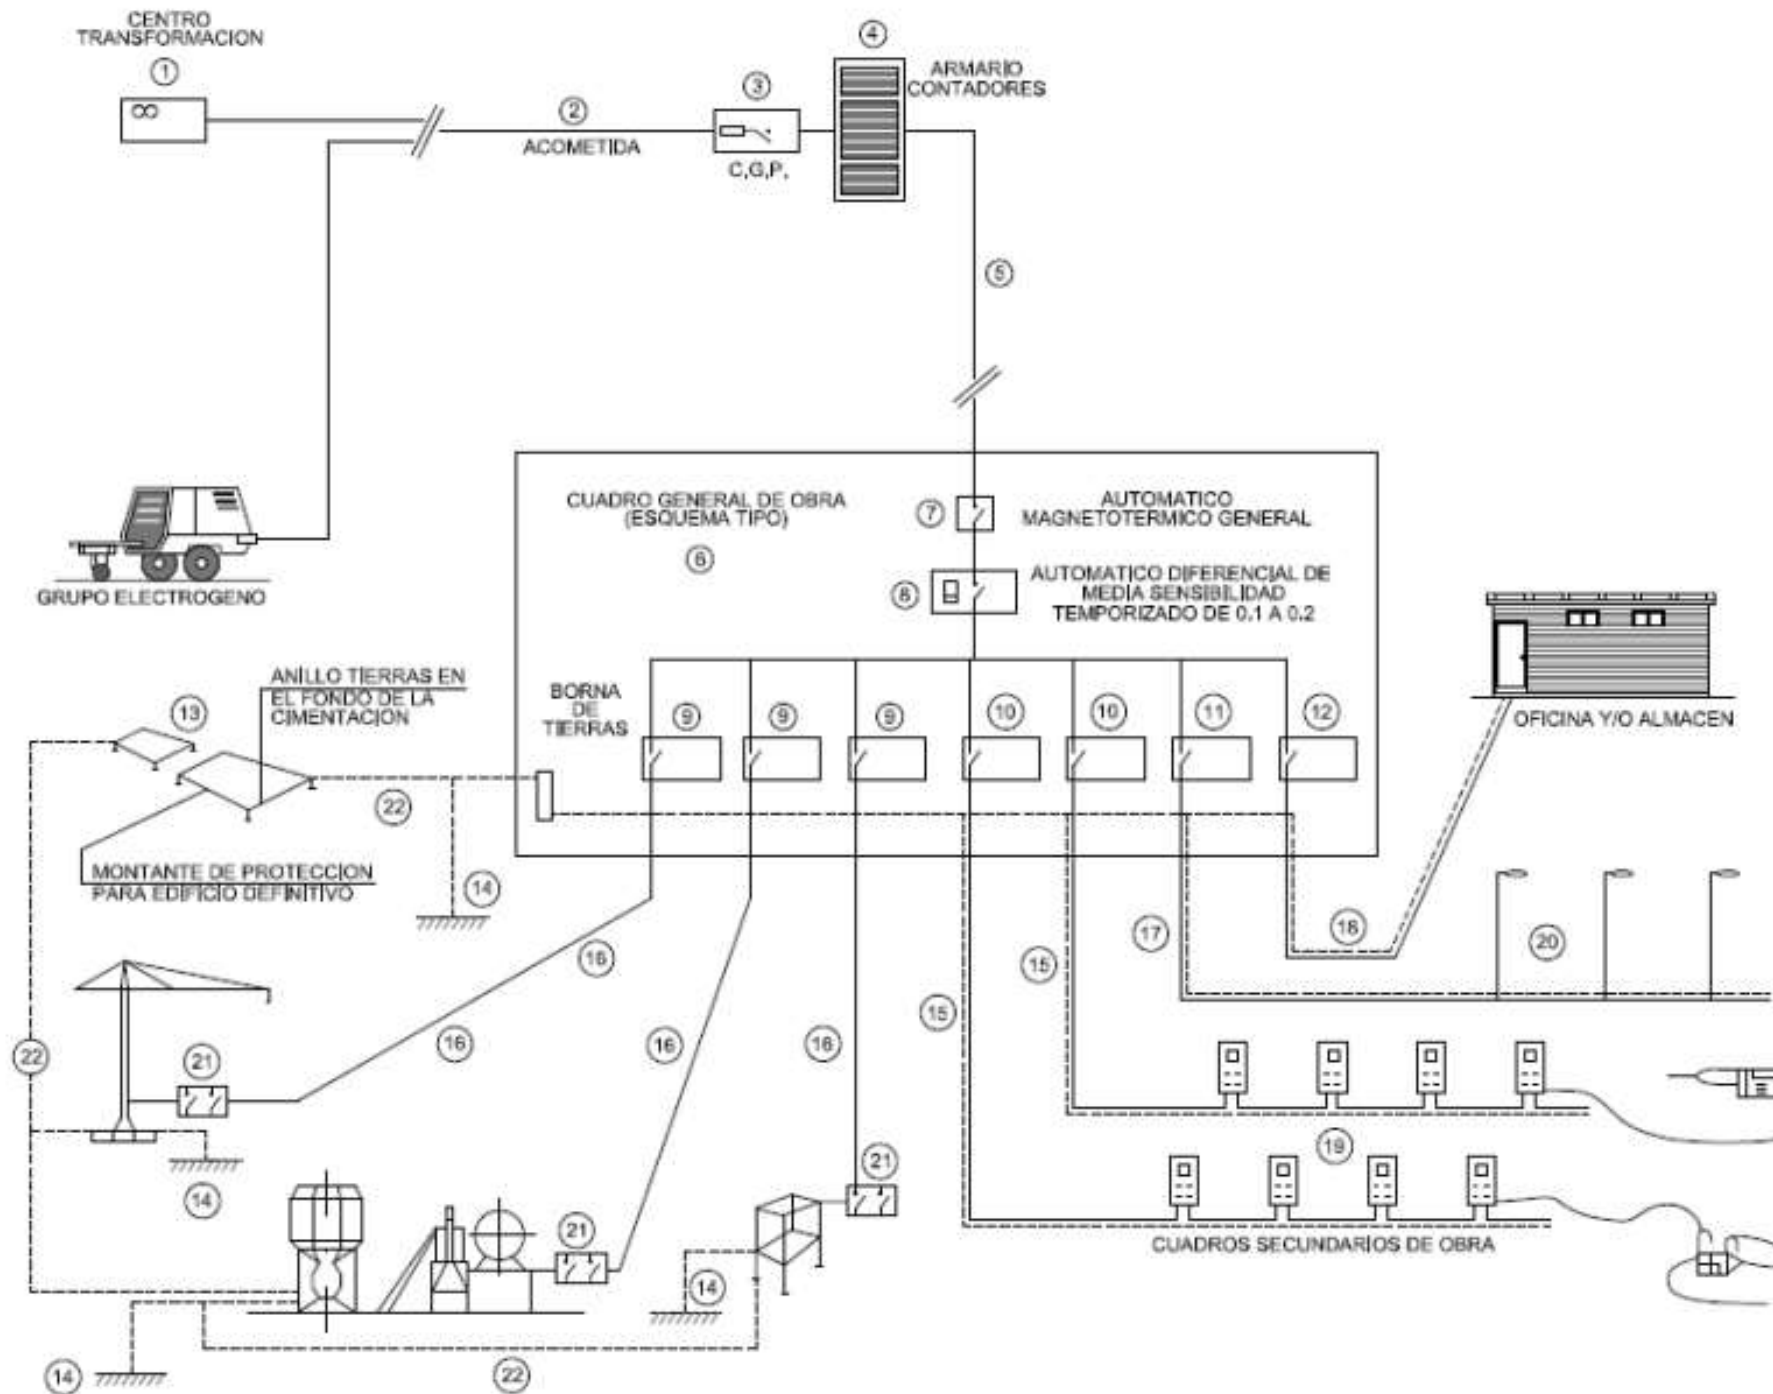 CENTRO
TRANSFORMACION
1
2
ACOMETIDA
3
C,G,P,
4
ARMARIO
CONTADORES
5
GRUPO ELECTROGENO
CUADRO GENERAL DE OBRA
(ESQUEMA TIPO)
6
7
AUTOMATICO
MAGNETOTERMICO GENERAL
8
AUTOMATICO DIFERENCIAL DE
MEDIA SENSIBILIDAD
TEMPORIZADO DE 0.1 A 0.2
OFICINA Y/O ALMACEN
ANILLO TIERRAS EN
EL FONDO DE LA
CIMENTACION
13
BORNA
DE
TIERRAS
9
9
9
10
10
11
12
22
MONTANTE DE PROTECCION
PARA EDIFICIO DEFINITIVO
14
16
15
17
18
20
15
16
16
16
22
21
19
14
21
21
CUADROS SECUNDARIOS DE OBRA
14
14
22